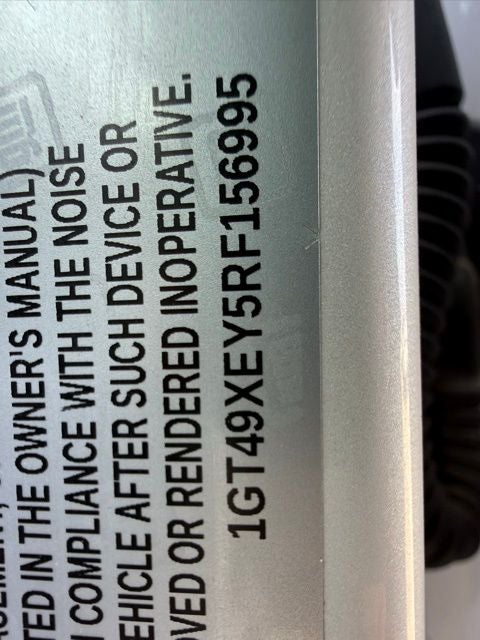 TED IN THE OWNER'S MANUAL)
COMPLIANCE WITH THE NOISE
EHICLE AFTER SUCH DEVICE OR
OVED OR RENDERED INOPERATIVE.
1GT49XEY5RF156995